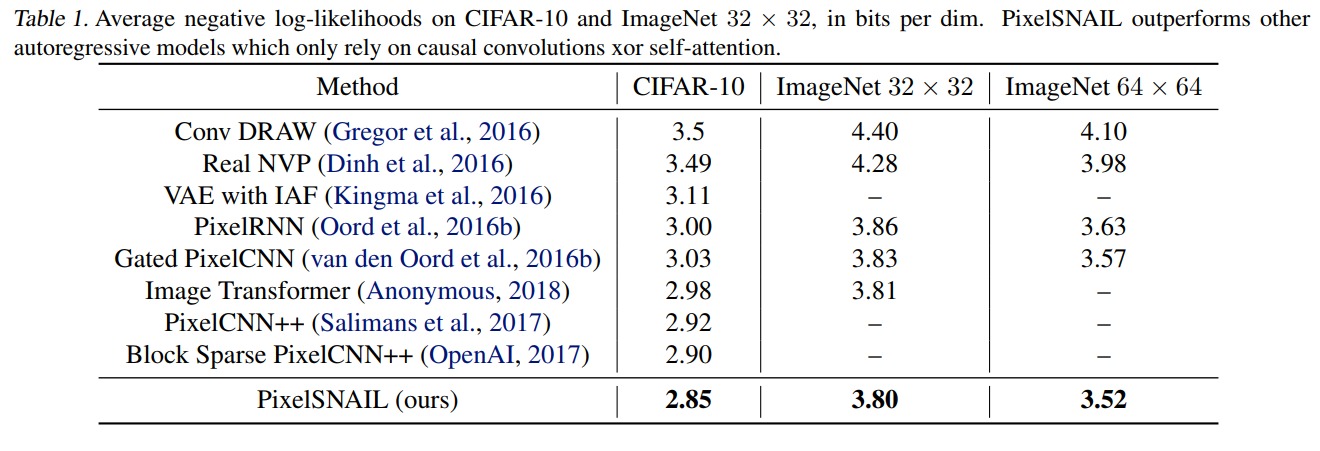 Table 1. Average negative log-likelihoods on CIFAR-10 and ImageNet 32 × 32, in bits per dim. PixelSNAIL outperforms other
autoregressive models which only rely on causal convolutions xor self-attention.
Method CIFAR-10 ImageNet 32 × 32 ImageNet 64 × 64
Conv DRAW (Gregor et al., 2016) 3.5 4.40 4.10
Real NVP (Dinh et al., 2016) 3.49 4.28 3.98
VAE with IAF (Kingma et al., 2016) 3.11 – –
PixelRNN (Oord et al., 2016b) 3.00 3.86 3.63
Gated PixelCNN (van den Oord et al., 2016b) 3.03 3.83 3.57
Image Transformer (Anonymous, 2018) 2.98 3.81 –
PixelCNN++ (Salimans et al., 2017) 2.92 – –
Block Sparse PixelCNN++ (OpenAI, 2017) 2.90 – –
PixelSNAIL (ours) 2.85 3.80 3.52